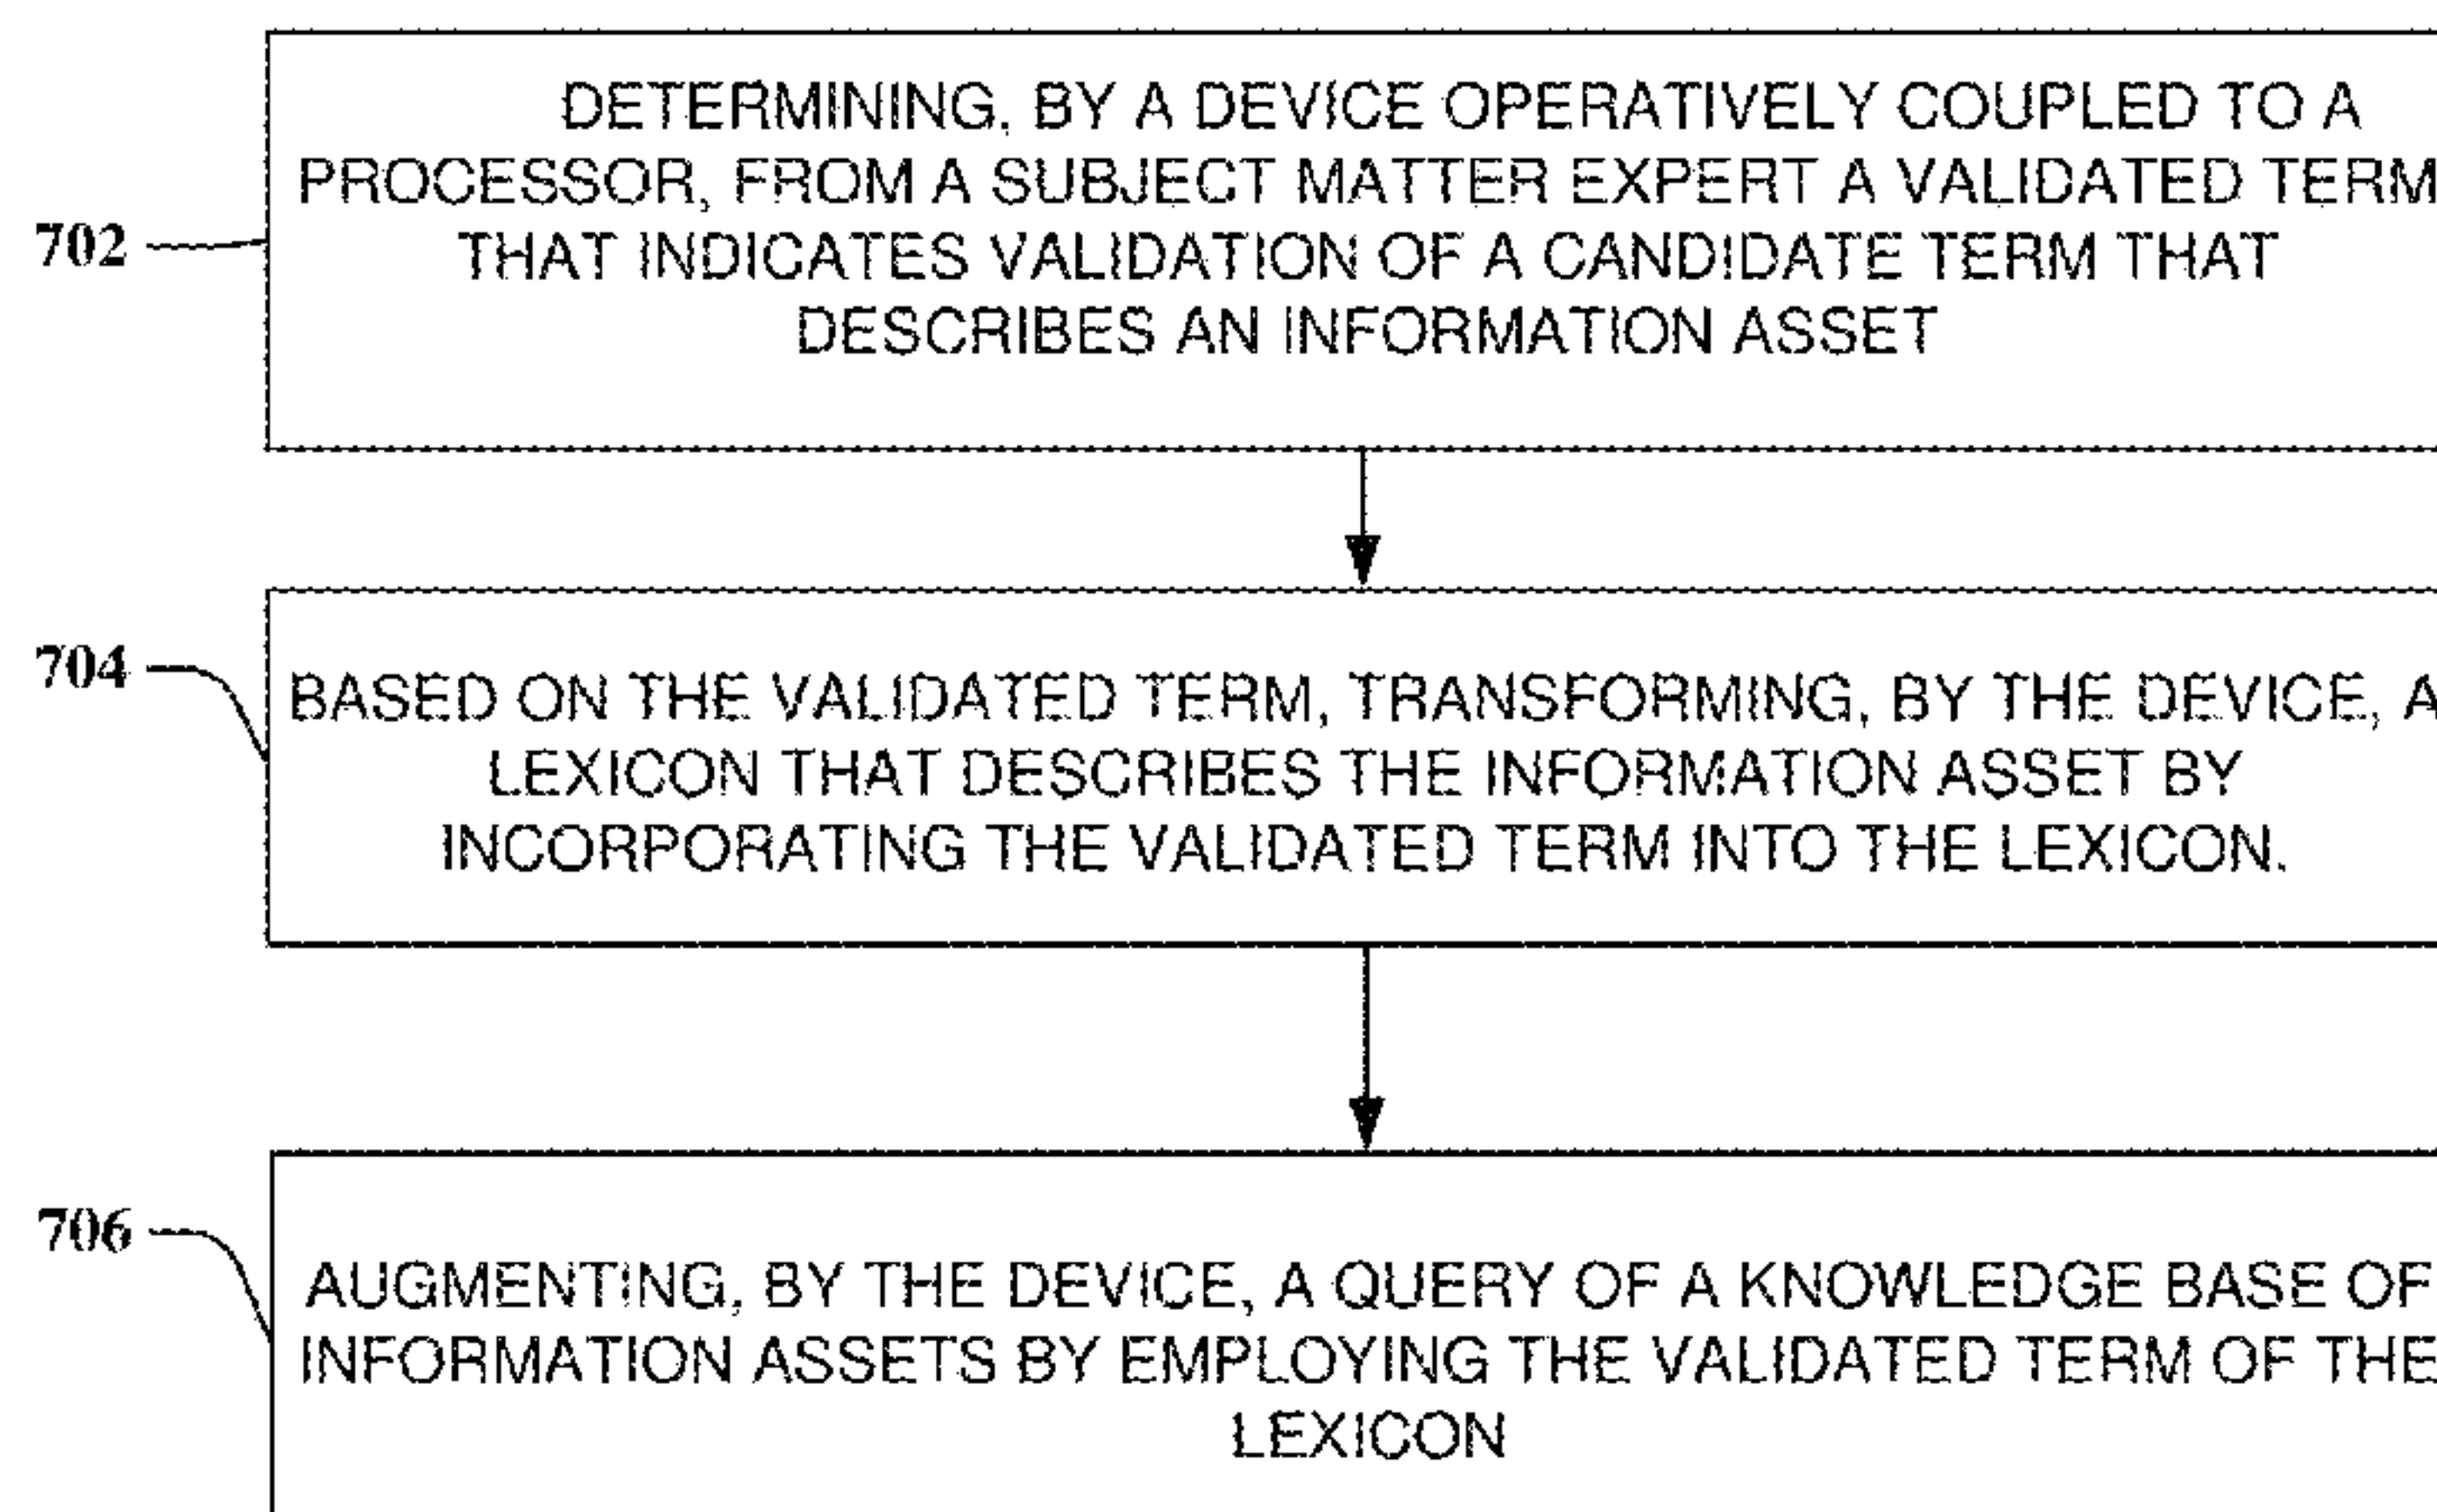 DETERMINING, BY A DEVICE OPERATIVELY COUPLED TO A
702
PROCESSOR, FROM A SUBJECT MATTER EXPERT A VALIDATED TERM
THAT INDICATES VALIDATION OF A CANDIDATE TERM THAT
DESCRIBES AN INFORMATION ASSET
704
BASED ON THE VALIDATED TERM, TRANSFORMING, BY THE DEVICE, A
LEXICON THAT DESCRIBES THE INFORMATION ASSET BY
INCORPORATING THE VALIDATED TERM INTO THE LEXICON.
706
AUGMENTING, BY THE DEVICE, A QUERY OF A KNOWLEDGE BASE OF
INFORMATION ASSETS BY EMPLOYING THE VALIDATED TERM OF THE
LEXICON